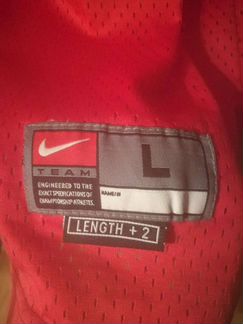 TEAM
L
ENGINEERED TO THE
EXACT SPECIFICATIONS OF
CHAMPIONSHIP ATHLETES.
NAME/#
LENGTH + 2